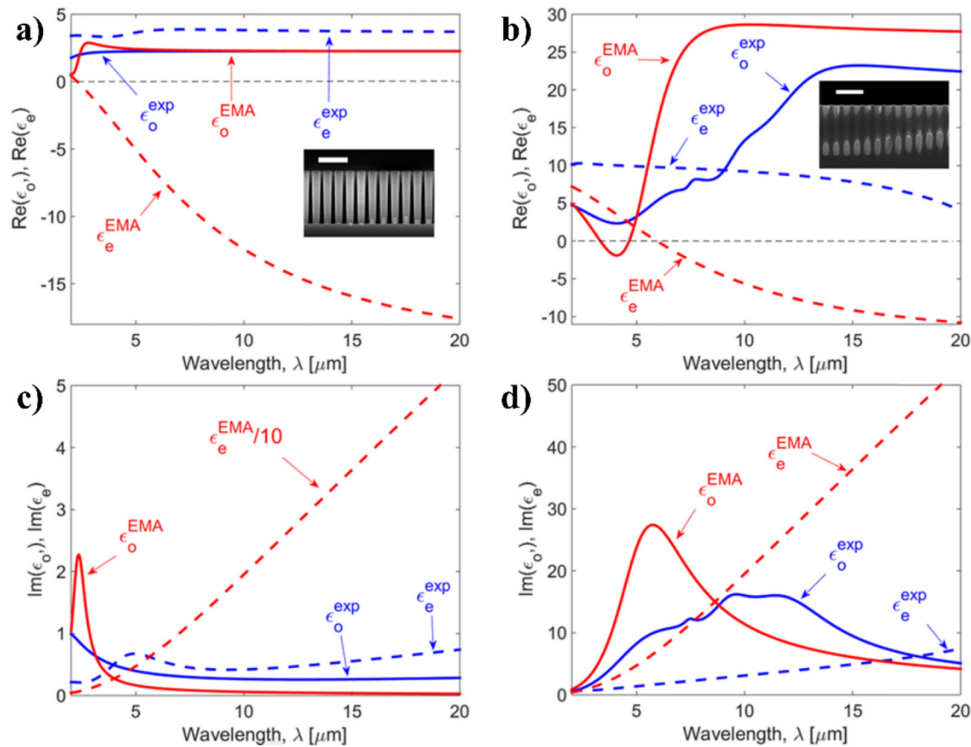 a)
Re(ϵo,), Re(ϵe)
5
0
-5
-10
-15
ϵo^exp
ϵo^EMA
ϵe^exp
ϵe^EMA
5
10
15
20
Wavelength, λ [μm]
b)
Re(ϵo,), Re(ϵe)
30
25
20
15
10
5
0
-5
-10
ϵo^EMA
ϵo^exp
ϵe^exp
ϵe^EMA
5
10
15
20
Wavelength, λ [μm]
c)
Im(ϵo,), Im(ϵe)
5
4
3
2
1
0
ϵe^EMA/10
ϵo^EMA
ϵo^exp
ϵe^exp
5
10
15
20
Wavelength, λ [μm]
d)
Im(ϵo,), Im(ϵe)
50
40
30
20
10
0
ϵe^EMA
ϵo^EMA
ϵo^exp
ϵe^exp
5
10
15
20
Wavelength, λ [μm]